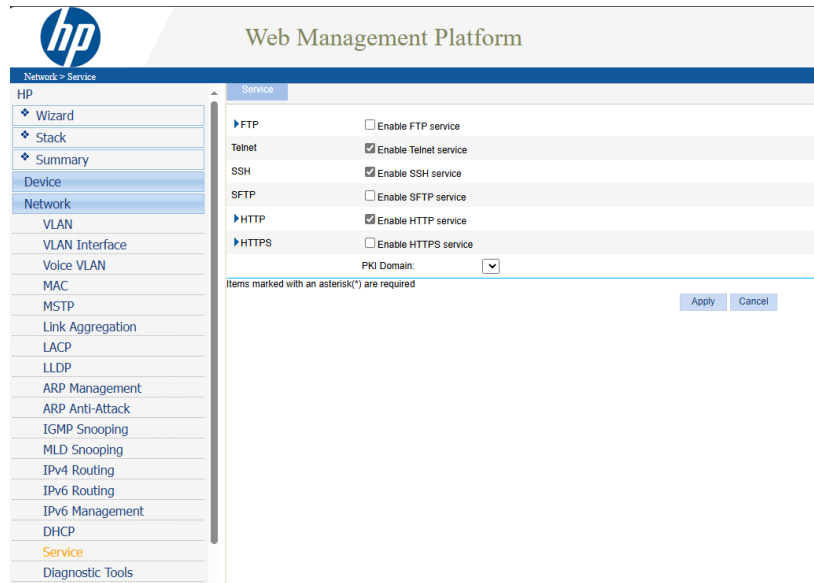 hp
Web Management Platform
Network > Service
HP
Wizard
Stack
Summary
Device
Network
VLAN
VLAN Interface
Voice VLAN
MAC
MSTP
Link Aggregation
LACP
LLDP
ARP Management
ARP Anti-Attack
IGMP Snooping
MLD Snooping
IPv4 Routing
IPv6 Routing
IPv6 Management
DHCP
Service
Diagnostic Tools
Service
FTP Enable FTP service
Telnet Enable Telnet service
SSH Enable SSH service
SFTP Enable SFTP service
HTTP Enable HTTP service
HTTPS Enable HTTPS service
PKI Domain:
Items marked with an asterisk(*) are required
Apply Cancel